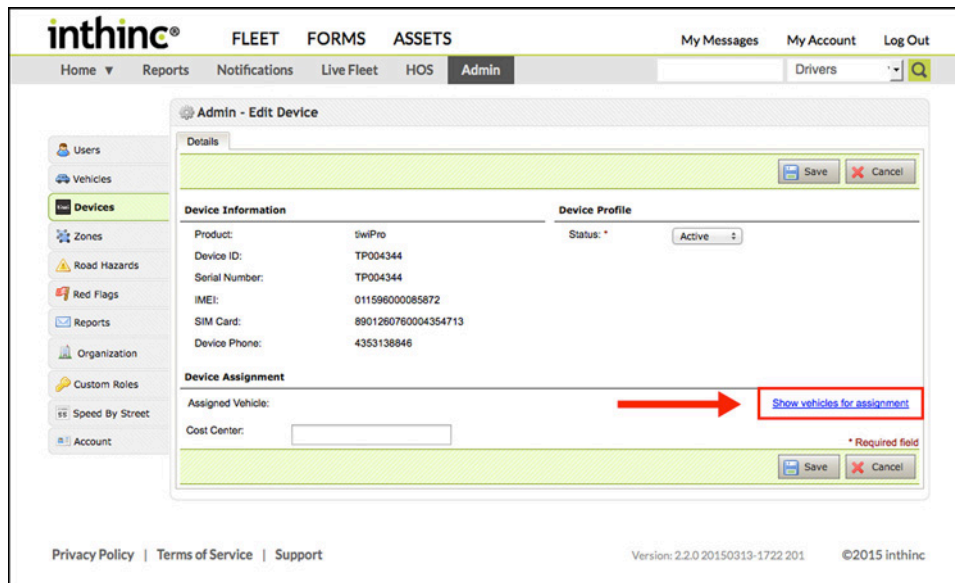 inthinc®
FLEET FORMS ASSETS
My Messages My Account Log Out
Home ▼ Reports Notifications Live Fleet HOS Admin
Drivers
Admin - Edit Device
Details
Users
Vehicles
Devices
Zones
Road Hazards
Red Flags
Reports
Organization
Custom Roles
Speed By Street
Account
Save Cancel
Device Information
Product: tiwiPro
Device ID: TP004344
Serial Number: TP004344
IMEI: 011596000085872
SIM Card: 8901260760004354713
Device Phone: 4353138846
Device Profile
Status: * Active
Device Assignment
Assigned Vehicle:
Show vehicles for assignment
Cost Center:
* Required field
Save Cancel
Privacy Policy | Terms of Service | Support
Version: 2.2.0 20150313-1722 201 ©2015 inthinc